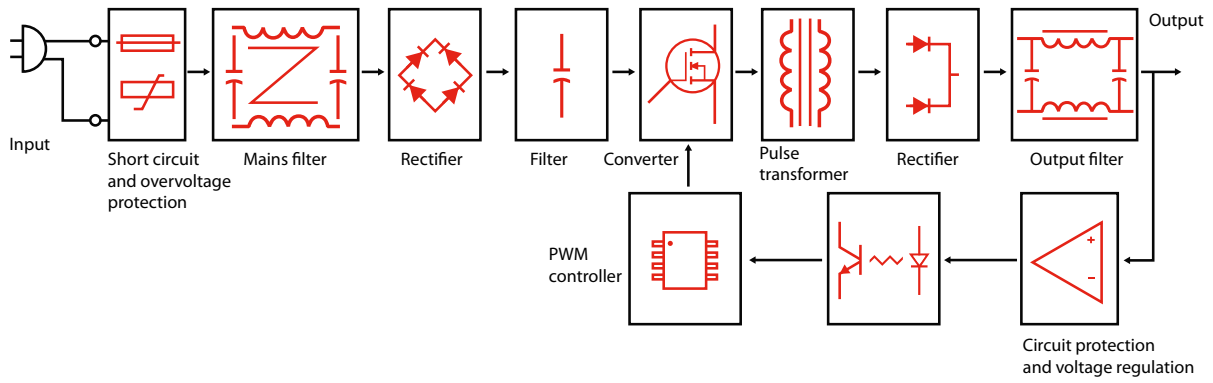 Output
Input
Short circuit
and overvoltage
protection
Mains filter
Rectifier
Filter
Converter
Pulse
transformer
Rectifier
Output filter
PWM
controller
+
−
Circuit protection
and voltage regulation